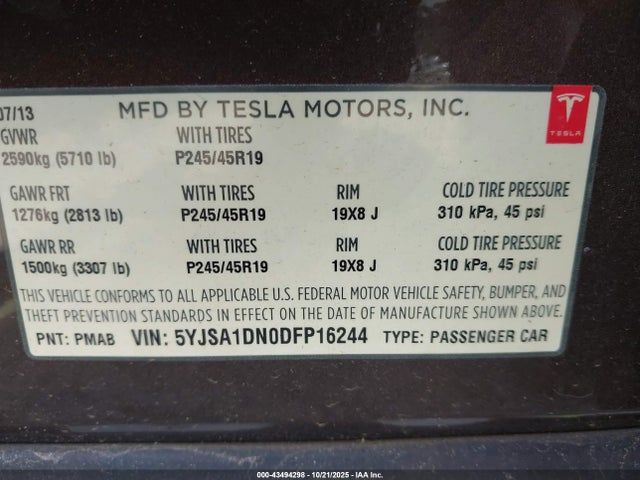 07/13 MFD BY TESLA MOTORS, INC.
TESLA
GVWR WITH TIRES
2590kg (5710 lb) P245/45R19
GAWR FRT WITH TIRES RIM COLD TIRE PRESSURE
1276kg (2813 lb) P245/45R19 19X8 J 310 kPa, 45 psi
GAWR RR WITH TIRES RIM COLD TIRE PRESSURE
1500kg (3307 lb) P245/45R19 19X8 J 310 kPa, 45 psi
THIS VEHICLE CONFORMS TO ALL APPLICABLE U.S. FEDERAL MOTOR VEHICLE SAFETY, BUMPER, AND
THEFT PREVENTION STANDARDS IN EFFECT ON THE DATE OF MANUFACTURE SHOWN ABOVE.
PNT: PMAB VIN: 5YJSA1DN0DFP16244 TYPE: PASSENGER CAR
000-43494298 - 10/21/2025 - IAA Inc.